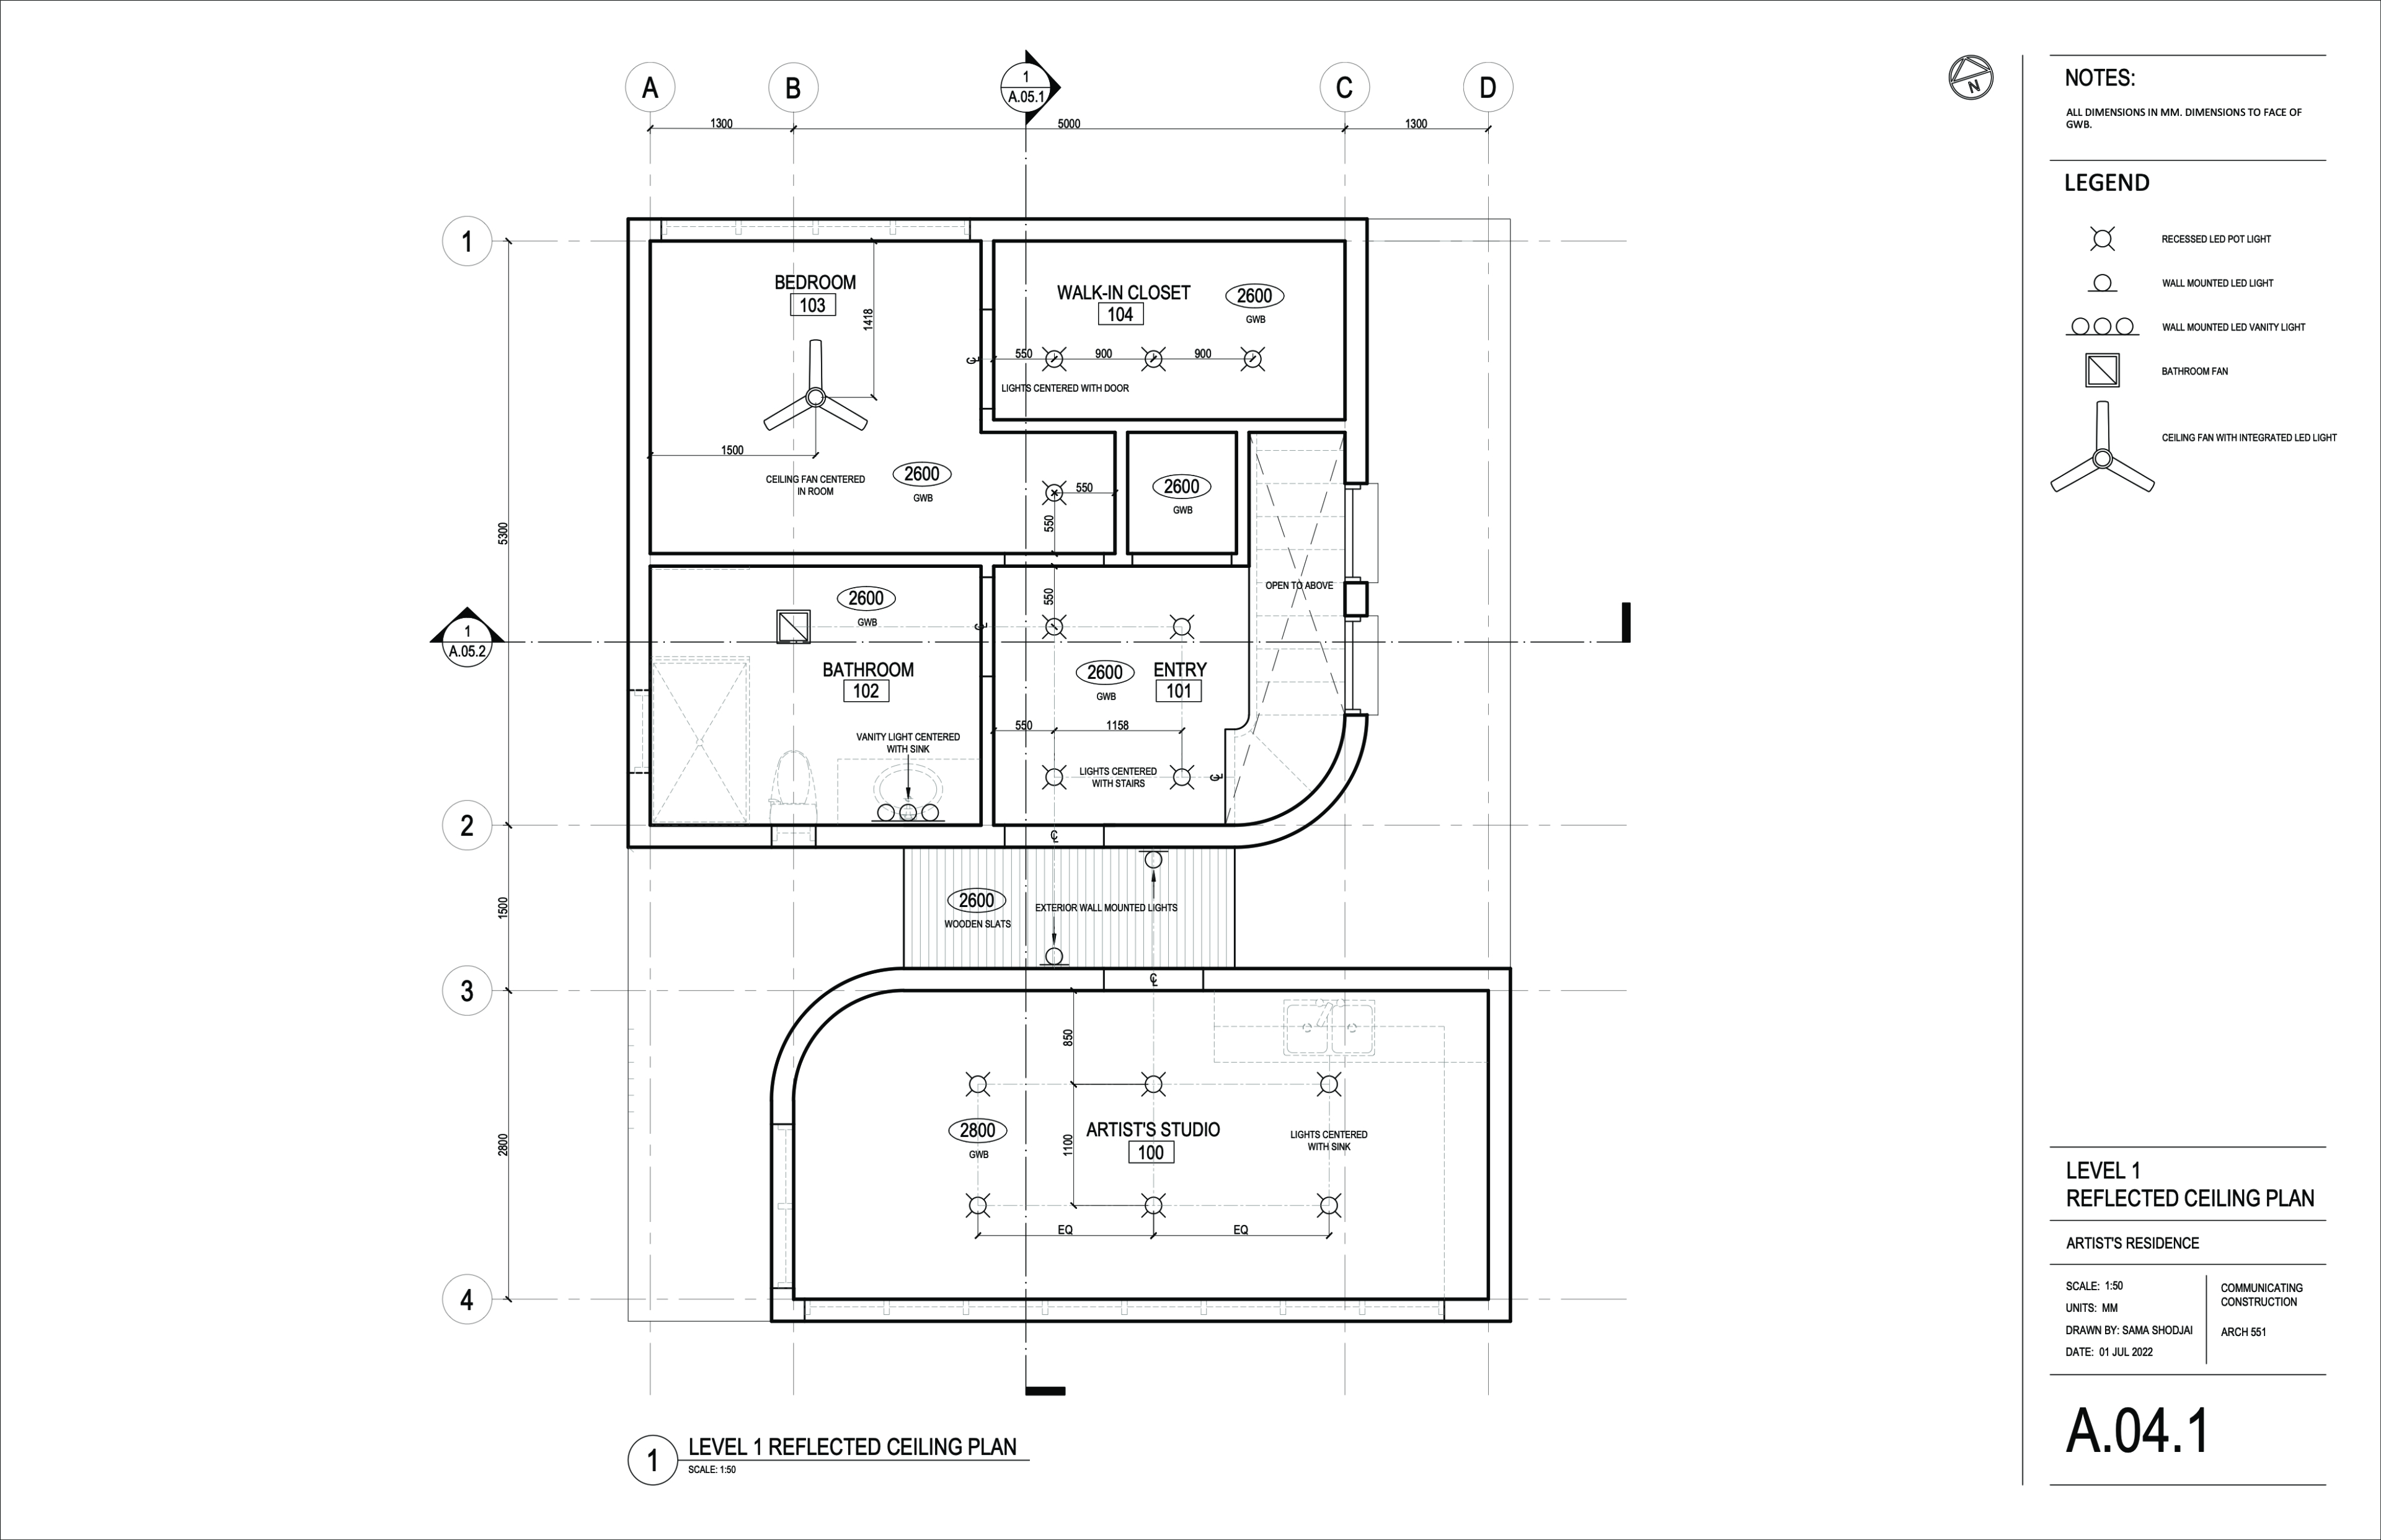 A
B
1
A.05.1
C
D
N
1300
5000
1300
1
2
3
4
5300
1500
2800
BEDROOM
103
1418
1500
CEILING FAN CENTERED
IN ROOM
2600
GWB
550
550
WALK-IN CLOSET
104
2600
GWB
550
900
900
LIGHTS CENTERED WITH DOOR
℄
2600
GWB
OPEN TO ABOVE
1
A.05.2
2600
GWB
BATHROOM
102
VANITY LIGHT CENTERED
WITH SINK
℄
550
2600
GWB
ENTRY
101
550
1158
LIGHTS CENTERED
WITH STAIRS
℄
℄
2600
WOODEN SLATS
EXTERIOR WALL MOUNTED LIGHTS
℄
850
1100
2800
GWB
ARTIST'S STUDIO
100
LIGHTS CENTERED
WITH SINK
EQ
EQ
1
LEVEL 1 REFLECTED CEILING PLAN
SCALE: 1:50
NOTES:
ALL DIMENSIONS IN MM. DIMENSIONS TO FACE OF
GWB.
LEGEND
RECESSED LED POT LIGHT
WALL MOUNTED LED LIGHT
WALL MOUNTED LED VANITY LIGHT
BATHROOM FAN
CEILING FAN WITH INTEGRATED LED LIGHT
LEVEL 1
REFLECTED CEILING PLAN
ARTIST'S RESIDENCE
SCALE: 1:50
UNITS: MM
DRAWN BY: SAMA SHODJAI
DATE: 01 JUL 2022
COMMUNICATING
CONSTRUCTION
ARCH 551
A.04.1